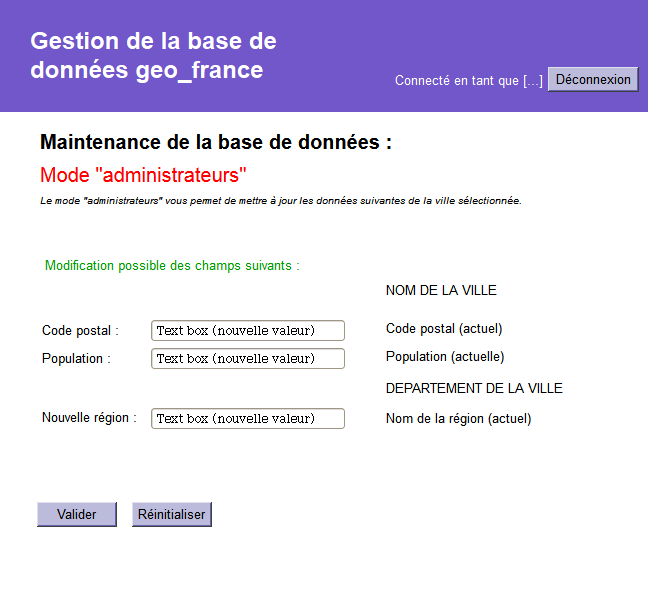 Gestion de la base de
données geo_france
Connecté en tant que [...] Déconnexion
Maintenance de la base de données :
Mode "administrateurs"
Le mode "administrateurs" vous permet de mettre à jour les données suivantes de la ville sélectionnée.
Modification possible des champs suivants :
NOM DE LA VILLE
Code postal : Text box (nouvelle valeur) Code postal (actuel)
Population : Text box (nouvelle valeur) Population (actuelle)
DEPARTEMENT DE LA VILLE
Nouvelle région : Text box (nouvelle valeur) Nom de la région (actuel)
Valider Réinitialiser